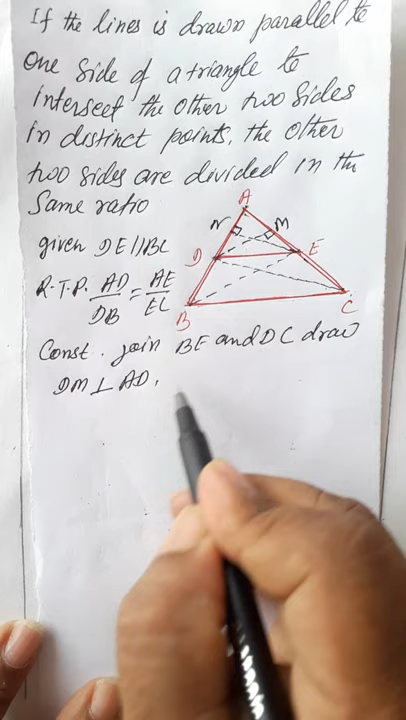 If the lines is drawn parallel to
one side of a triangle to
intersect the other two sides
in distinct points, the other
two sides are divided in the
same ratio
given DE||BC
R.T.P. AD/DB = AE/EC
Const. join BE and DC draw
DM ⊥ AD,
A
N
M
D
E
B
C